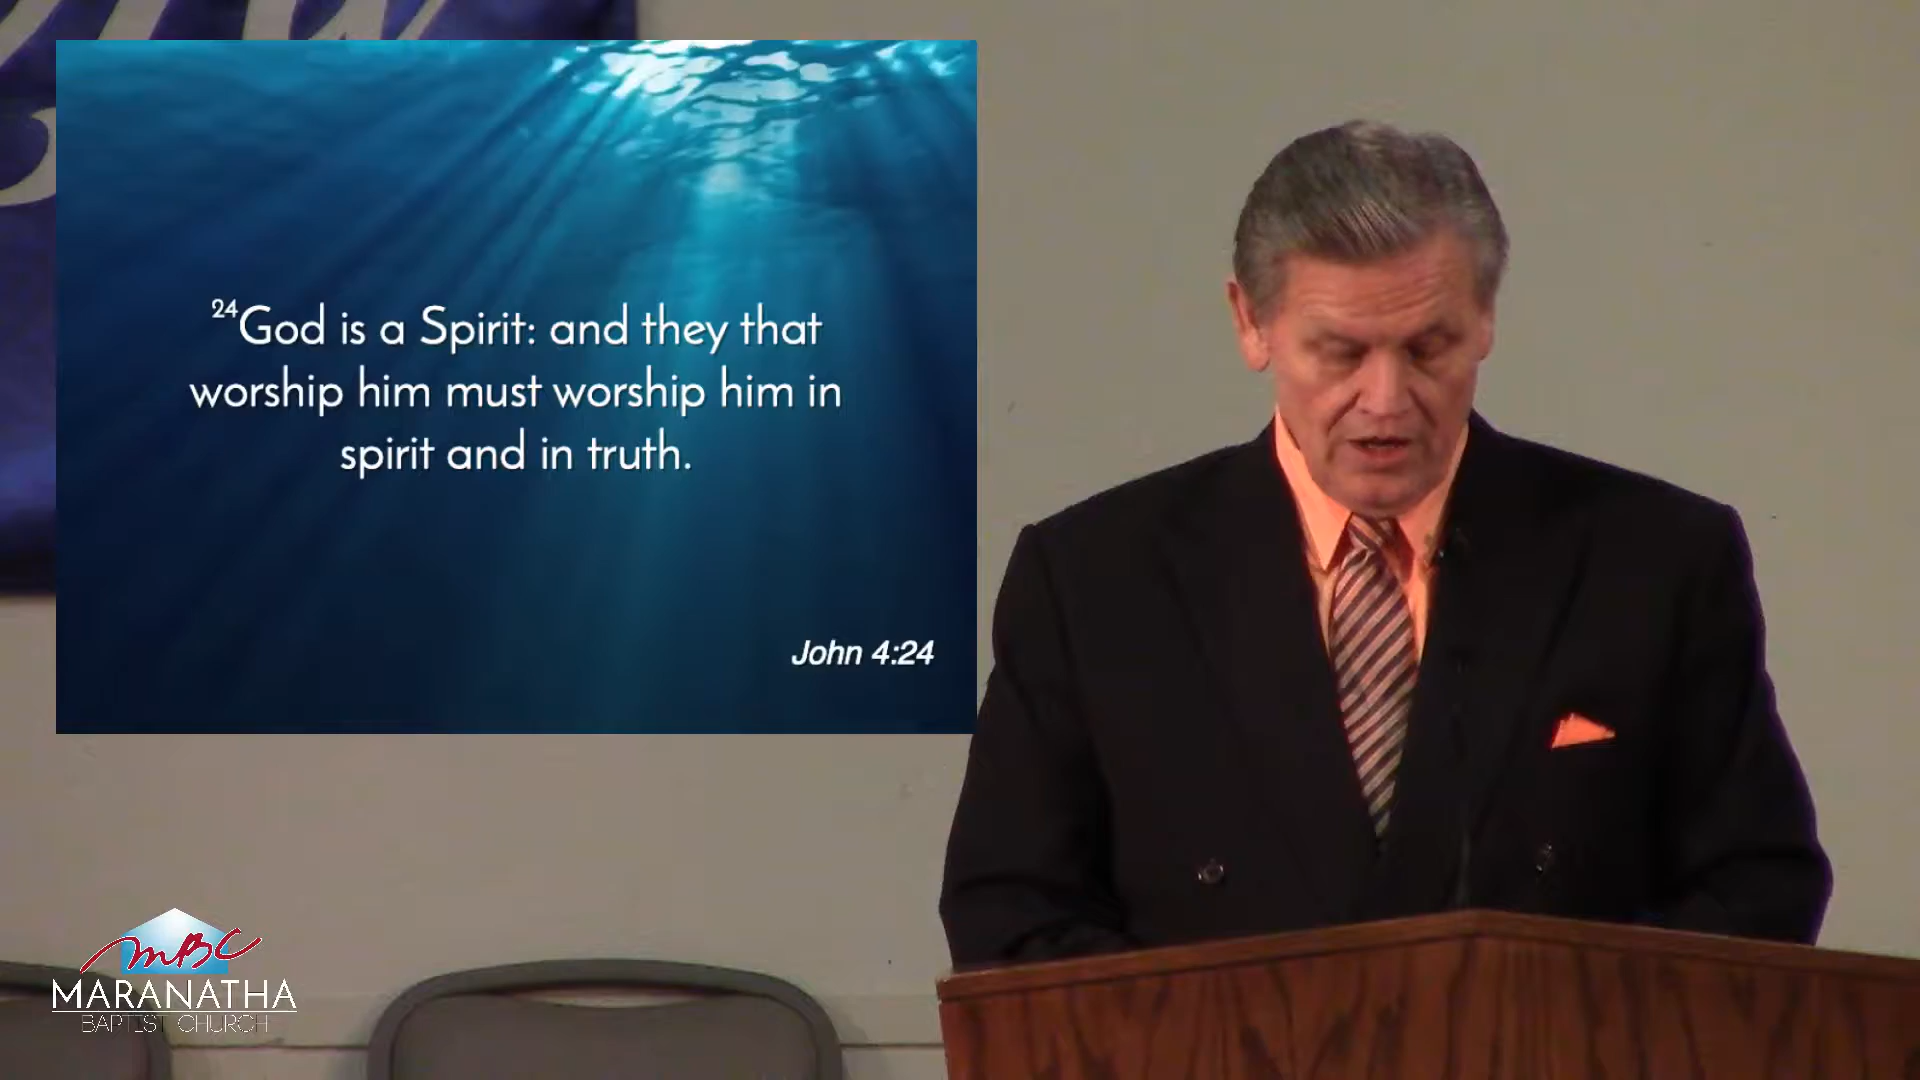 24God is a Spirit: and they that
worship him must worship him in
spirit and in truth.
John 4:24
MBC
MARANATHA
BAPTIST CHURCH